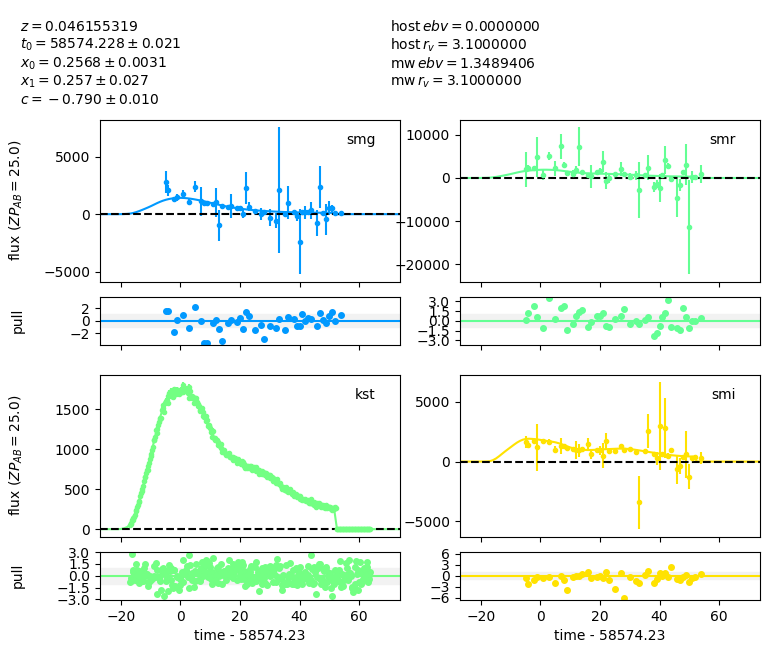 z = 0.046155319
t0 = 58574.228 ± 0.021
x0 = 0.2568 ± 0.0031
x1 = 0.257 ± 0.027
c = −0.790 ± 0.010
host ebv = 0.0000000
host rv = 3.1000000
mw ebv = 1.3489406
mw rv = 3.1000000
smg
5000
0
−5000
flux (ZPAB = 25.0)
smr
10000
0
−10000
−20000
2
0
−2
pull
3.0
1.5
0.0
−1.5
−3.0
kst
1500
1000
500
0
flux (ZPAB = 25.0)
smi
5000
0
−5000
3.0
1.5
0.0
−1.5
−3.0
pull
6
3
0
−3
−6
−20 0 20 40 60
time - 58574.23
−20 0 20 40 60
time - 58574.23